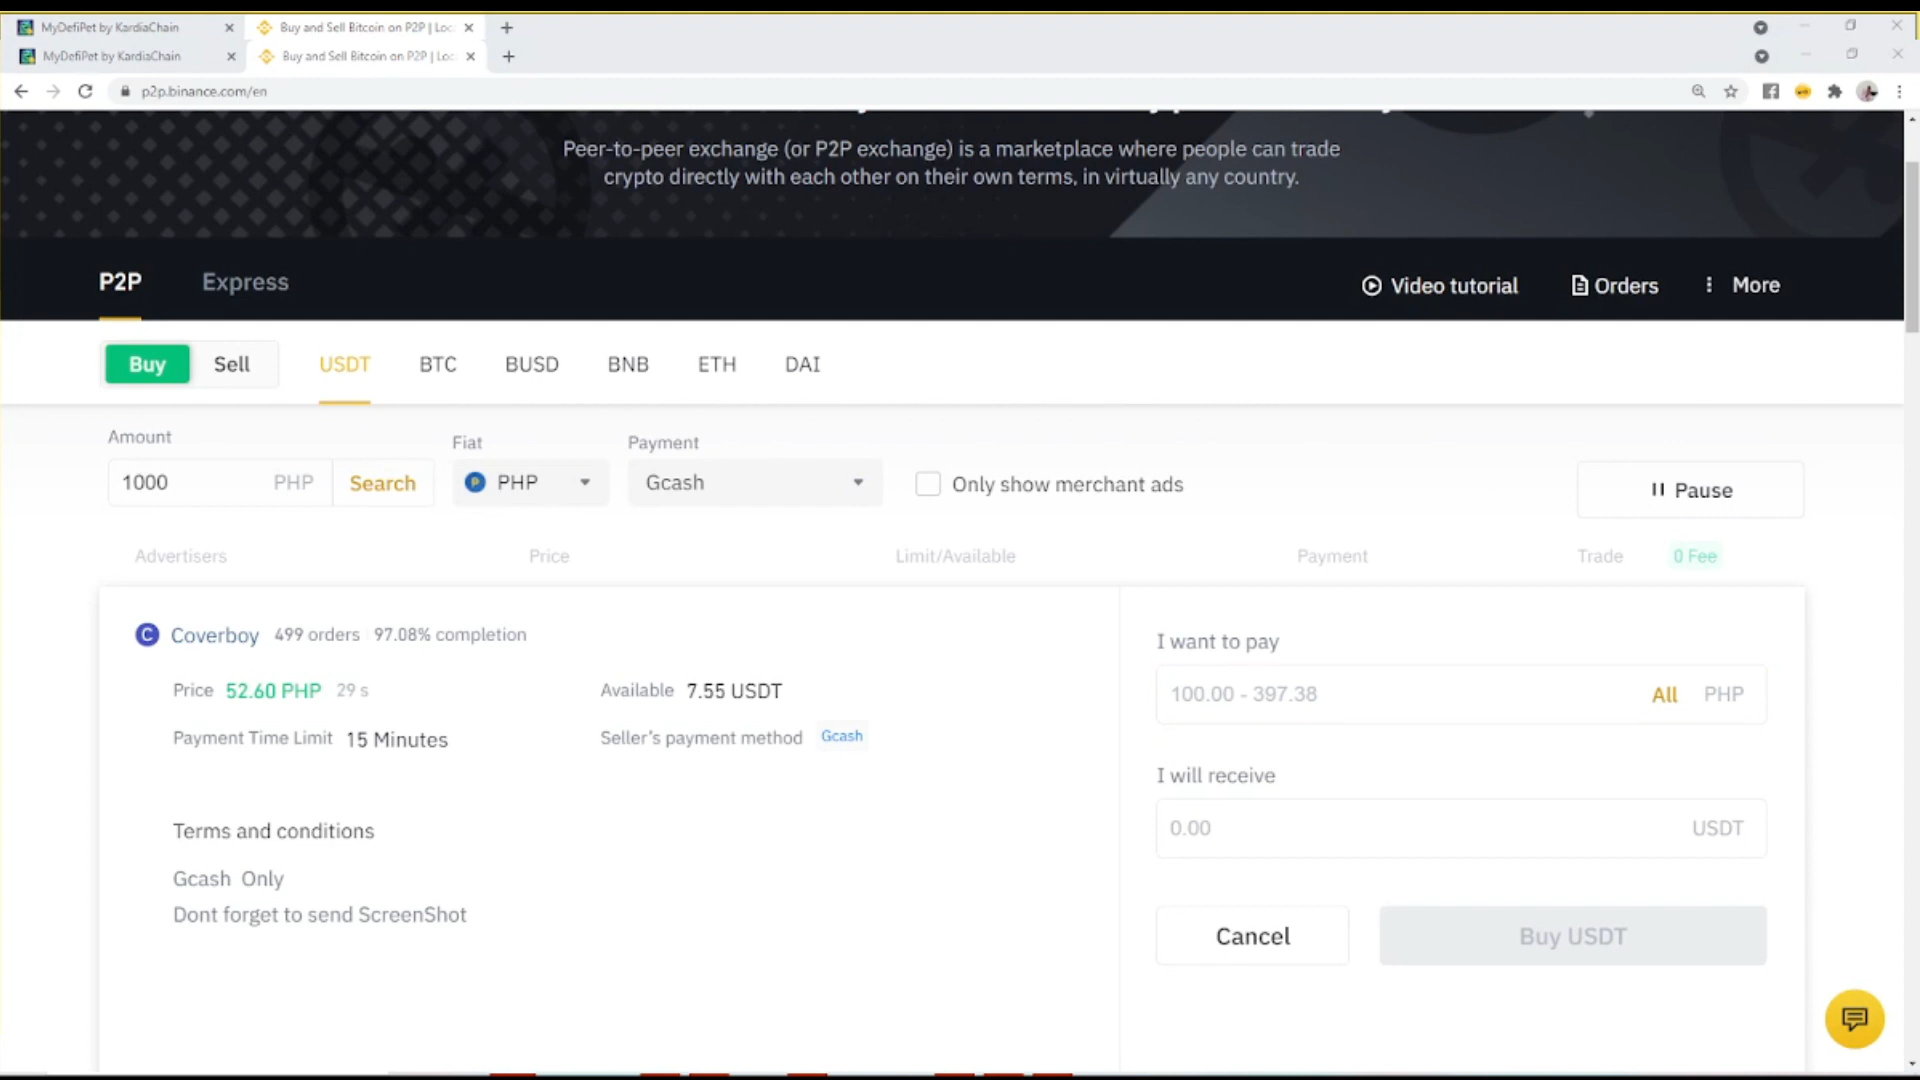 MyDefiPet by KardiaChain
Buy and Sell Bitcoin on P2P | Loc
MyDefiPet by KardiaChain
Buy and Sell Bitcoin on P2P | Loc
p2p.binance.com/en
Peer-to-peer exchange (or P2P exchange) is a marketplace where people can trade
crypto directly with each other on their own terms, in virtually any country.
P2P Express Video tutorial Orders More
Buy Sell USDT BTC BUSD BNB ETH DAI
Amount Fiat Payment
1000 PHP Search PHP Gcash Only show merchant ads Pause
Advertisers Price Limit/Available Payment Trade 0 Fee
C Coverboy 499 orders 97.08% completion
I want to pay
Price 52.60 PHP 29 s Available 7.55 USDT
100.00 - 397.38 All PHP
Payment Time Limit 15 Minutes Seller's payment method Gcash
I will receive
Terms and conditions
0.00 USDT
Gcash Only
Dont forget to send ScreenShot
Cancel Buy USDT